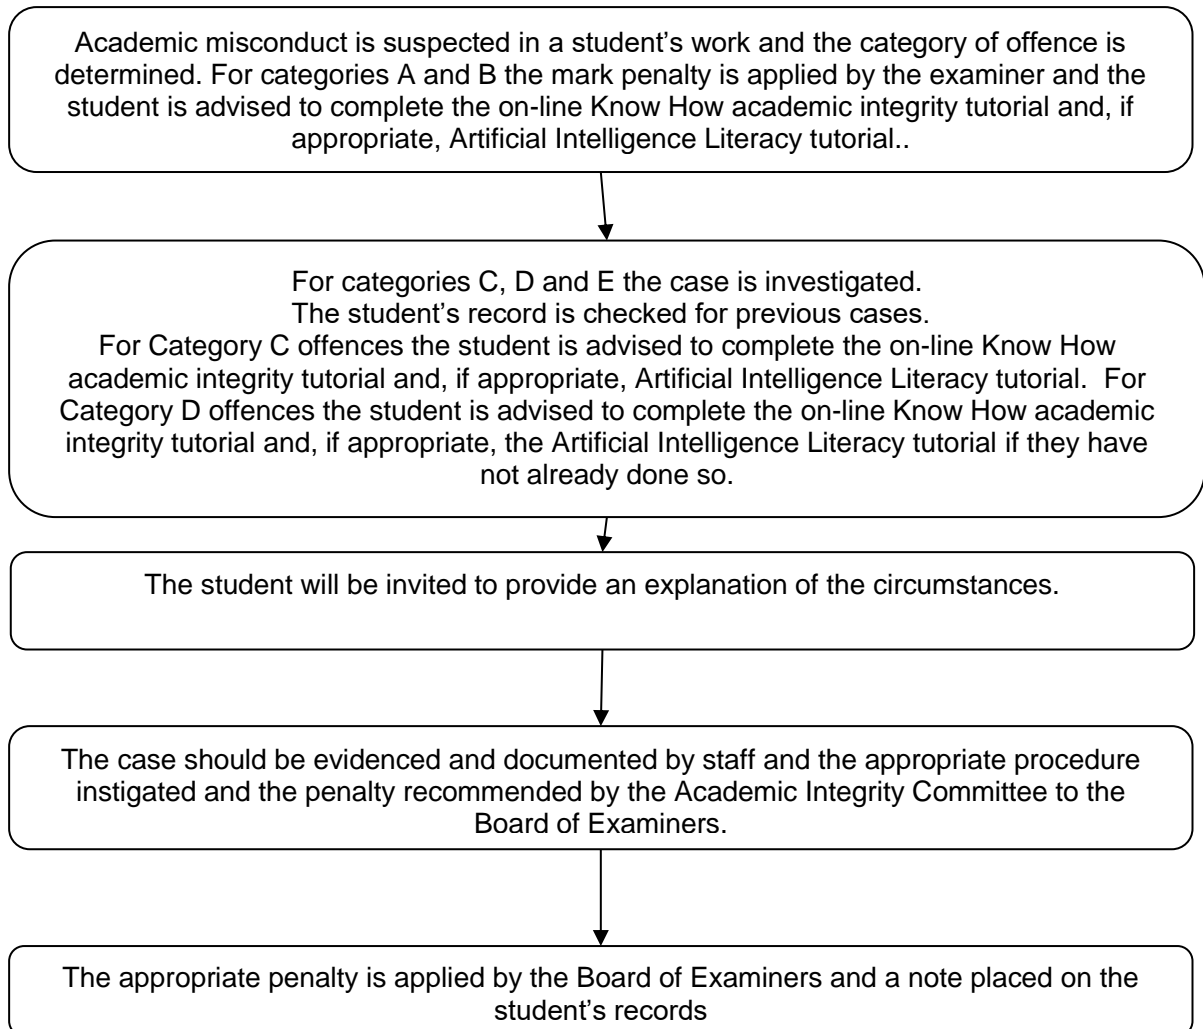 Academic misconduct is suspected in a student’s work and the category of offence is
determined. For categories A and B the mark penalty is applied by the examiner and the
student is advised to complete the on-line Know How academic integrity tutorial and, if
appropriate, Artificial Intelligence Literacy tutorial..
For categories C, D and E the case is investigated.
The student’s record is checked for previous cases.
For Category C offences the student is advised to complete the on-line Know How
academic integrity tutorial and, if appropriate, Artificial Intelligence Literacy tutorial.  For
Category D offences the student is advised to complete the on-line Know How academic
integrity tutorial and, if appropriate, the Artificial Intelligence Literacy tutorial if they have
not already done so.
The student will be invited to provide an explanation of the circumstances.
The case should be evidenced and documented by staff and the appropriate procedure
instigated and the penalty recommended by the Academic Integrity Committee to the
Board of Examiners.
The appropriate penalty is applied by the Board of Examiners and a note placed on the
student’s records